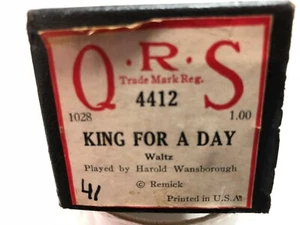 Q·R·S
Trade Mark Reg.
4412
1028 1.00
KING FOR A DAY
Waltz
Played by Harold Wansborough
© Remick
41
Printed in U.S.A.